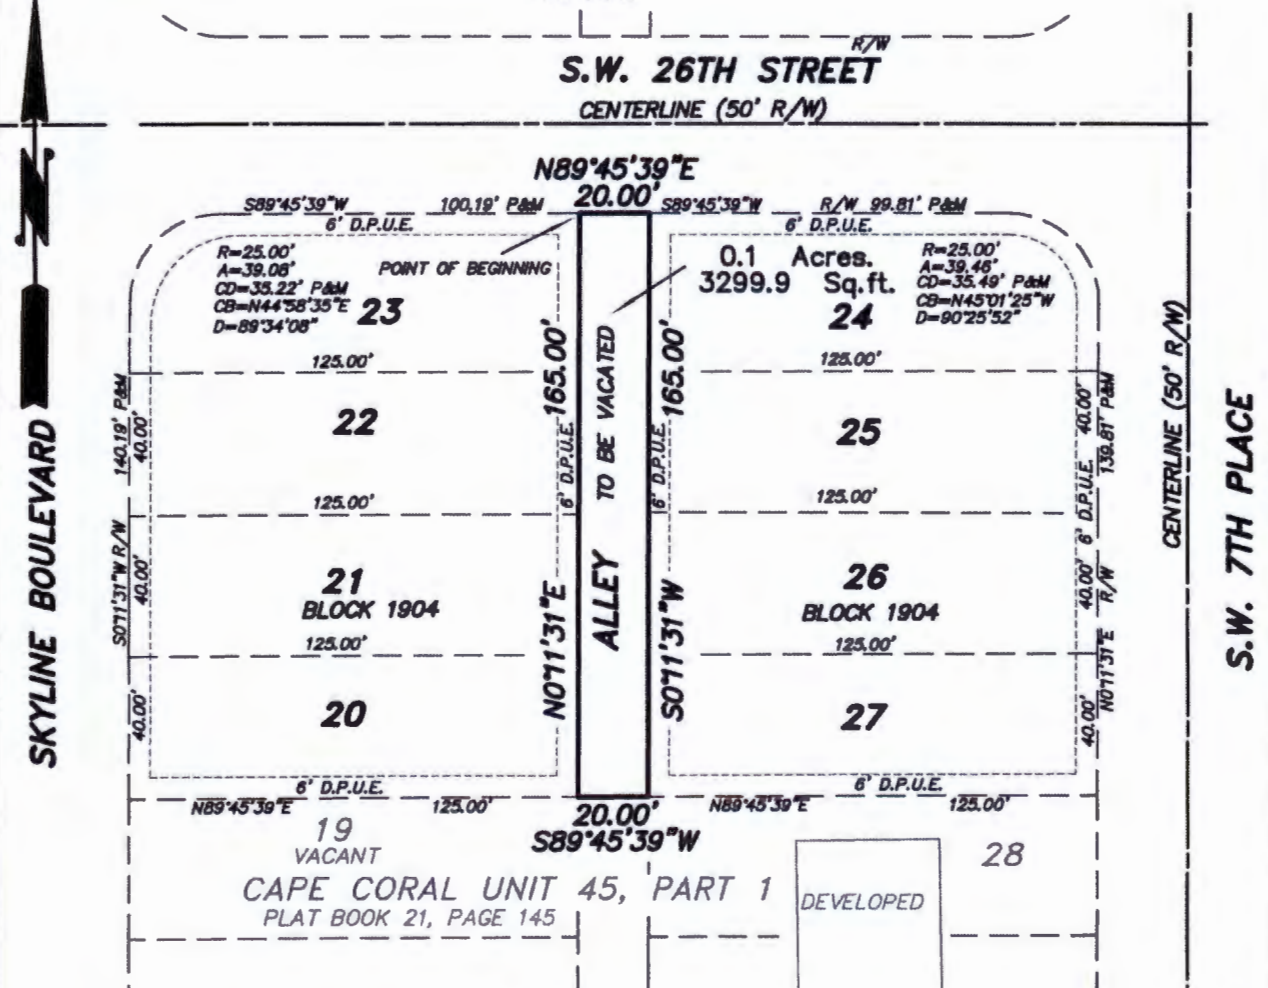 R/W
S.W. 26TH STREET
CENTERLINE (50' R/W)
N
N89°45'39"E
20.00'
S89°45'39"W 100.19' P&M
S89°45'39"W R/W 99.81' P&M
6' D.P.U.E.
6' D.P.U.E.
R=25.00'
A=39.08'
CD=35.22' P&M
CB=N44°58'35"E
D=89°34'08"
POINT OF BEGINNING
23
0.1 Acres.
3299.9 Sq.ft.
24
R=25.00'
A=39.46'
CD=35.49' P&M
CB=N45°01'25"W
D=90°25'52"
125.00'
125.00'
22
25
125.00'
125.00'
21
BLOCK 1904
26
BLOCK 1904
125.00'
125.00'
20
27
SKYLINE BOULEVARD
140.19' P&M
S0°11'31"W R/W
40.00'
40.00'
40.00'
6' D.P.U.E.
N0°11'31"E 165.00'
ALLEY TO BE VACATED
S0°11'31"W 165.00'
6' D.P.U.E.
40.00'
40.00'
40.00'
6' D.P.U.E.
139.81' P&M
N0°11'31"E R/W
CENTERLINE (50' R/W)
S.W. 7TH PLACE
6' D.P.U.E.
6' D.P.U.E.
N89°45'39"E 125.00'
20.00'
S89°45'39"W
N89°45'39"E 125.00'
19
VACANT
28
CAPE CORAL UNIT 45, PART 1
PLAT BOOK 21, PAGE 145
DEVELOPED